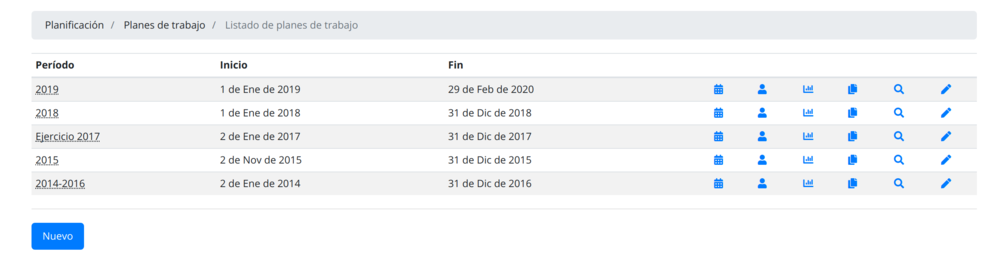 Planificación / Planes de trabajo / Listado de planes de trabajo
Período Inicio Fin
2019 1 de Ene de 2019 29 de Feb de 2020
2018 1 de Ene de 2018 31 de Dic de 2018
Ejercicio 2017 2 de Ene de 2017 31 de Dic de 2017
2015 2 de Nov de 2015 31 de Dic de 2015
2014-2016 2 de Ene de 2014 31 de Dic de 2016
Nuevo